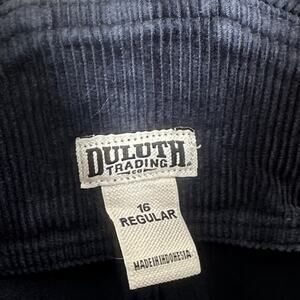 DULUTH
TRADING
CO
16
REGULAR
MADE IN INDONESIA